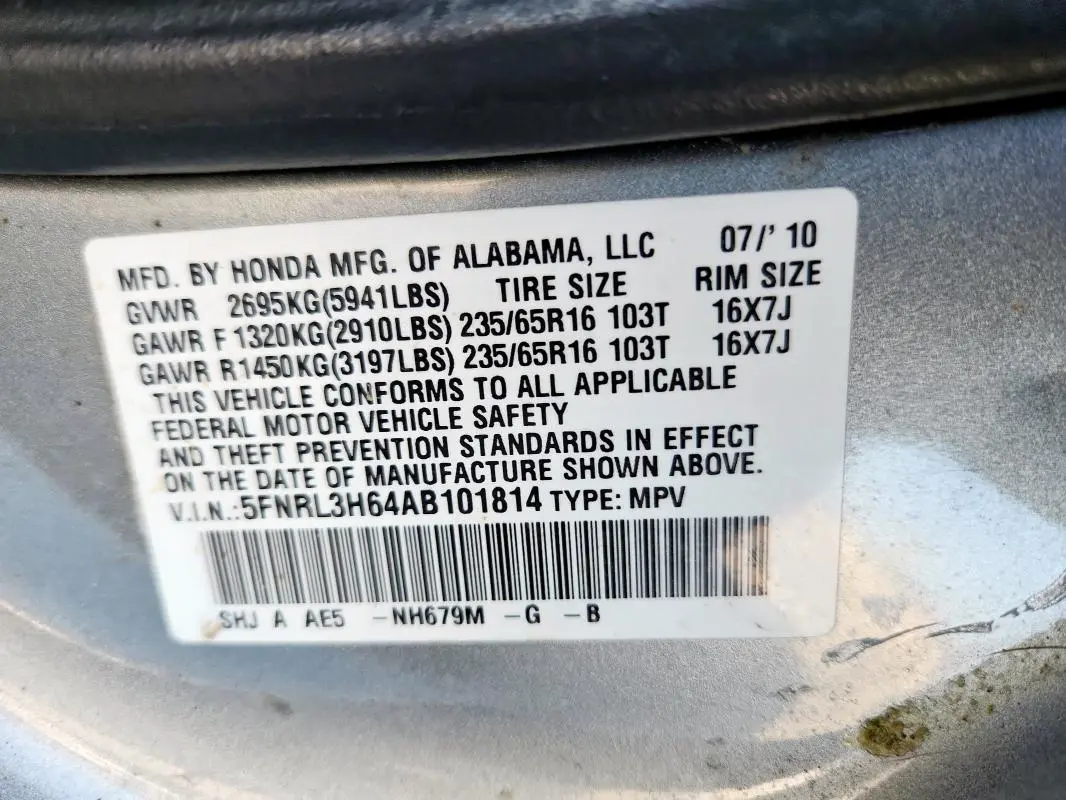 MFD. BY HONDA MFG. OF ALABAMA, LLC 07/' 10
GVWR 2695KG(5941LBS) TIRE SIZE RIM SIZE
GAWR F 1320KG(2910LBS) 235/65R16 103T 16X7J
GAWR R1450KG(3197LBS) 235/65R16 103T 16X7J
THIS VEHICLE CONFORMS TO ALL APPLICABLE
FEDERAL MOTOR VEHICLE SAFETY
AND THEFT PREVENTION STANDARDS IN EFFECT
ON THE DATE OF MANUFACTURE SHOWN ABOVE.
V.I.N.:5FNRL3H64AB101814 TYPE: MPV
SHJ A AE5 -NH679M -G -B